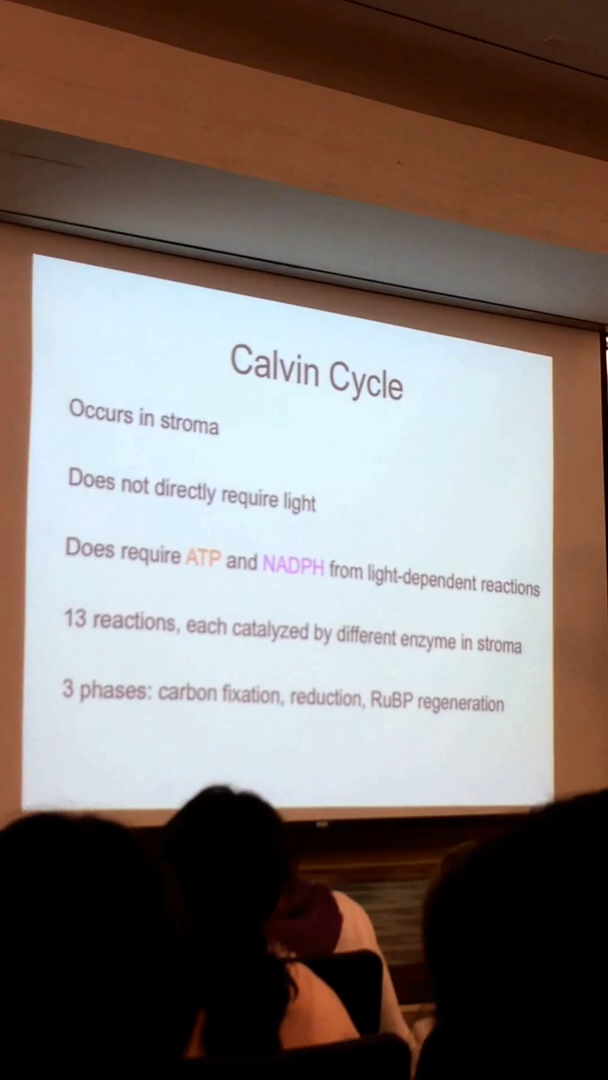 Calvin Cycle
Occurs in stroma
Does not directly require light
Does require ATP and NADPH from light-dependent reactions
13 reactions, each catalyzed by different enzyme in stroma
3 phases: carbon fixation, reduction, RuBP regeneration